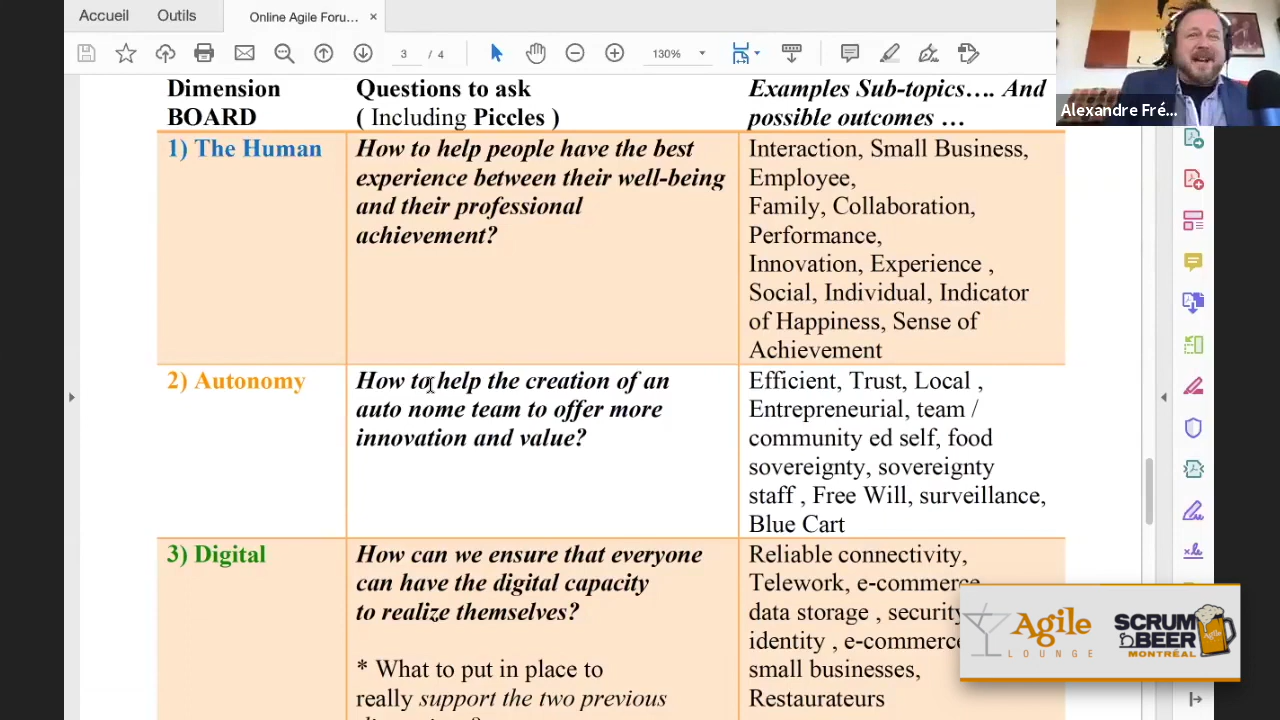 Accueil
Outils
Online Agile Foru...
×
3 / 4
130%
Alexandre Fré...
Dimension
BOARD
Questions to ask
( Including Piccles )
Examples Sub-topics.... And
possible outcomes ...
1) The Human
How to help people have the best
experience between their well-being
and their professional
achievement?
Interaction, Small Business,
Employee,
Family, Collaboration,
Performance,
Innovation, Experience ,
Social, Individual, Indicator
of Happiness, Sense of
Achievement
2) Autonomy
How to help the creation of an
auto nome team to offer more
innovation and value?
Efficient, Trust, Local ,
Entrepreneurial, team /
community ed self, food
sovereignty, sovereignty
staff , Free Will, surveillance,
Blue Cart
3) Digital
How can we ensure that everyone
can have the digital capacity
to realize themselves?
* What to put in place to
really support the two previous
Reliable connectivity,
Telework, e-commerce
data storage , security
identity , e-commerce
small businesses,
Restaurateurs
Agile
LOUNGE
SCRUM
BEER
MONTRÉAL
Agile